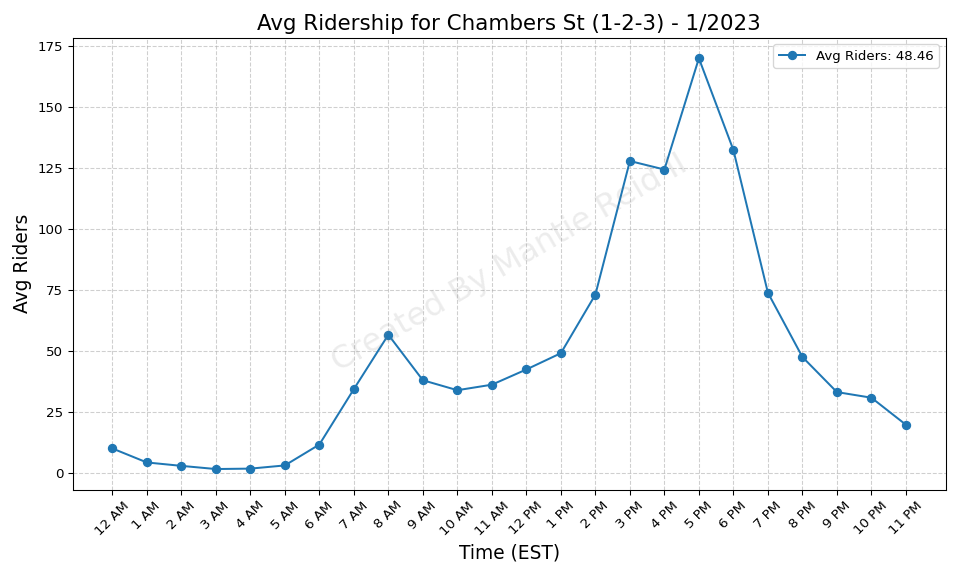 Avg Ridership for Chambers St (1-2-3) - 1/2023
Avg Riders: 48.46
175
150
125
100
75
50
25
0
Avg Riders
Created By Mantle Reid II
12 AM
1 AM
2 AM
3 AM
4 AM
5 AM
6 AM
7 AM
8 AM
9 AM
10 AM
11 AM
12 PM
1 PM
2 PM
3 PM
4 PM
5 PM
6 PM
7 PM
8 PM
9 PM
10 PM
11 PM
Time (EST)